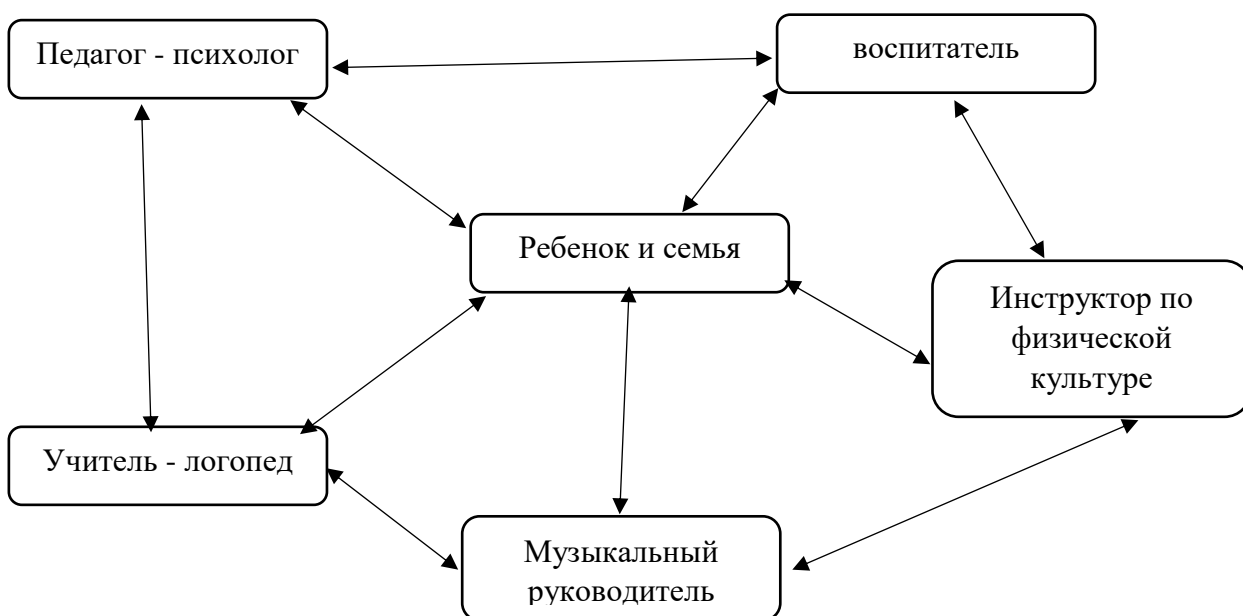 Педагог - психолог
воспитатель
Ребенок и семья
Инструктор по
физической
культуре
Учитель - логопед
Музыкальный
руководитель